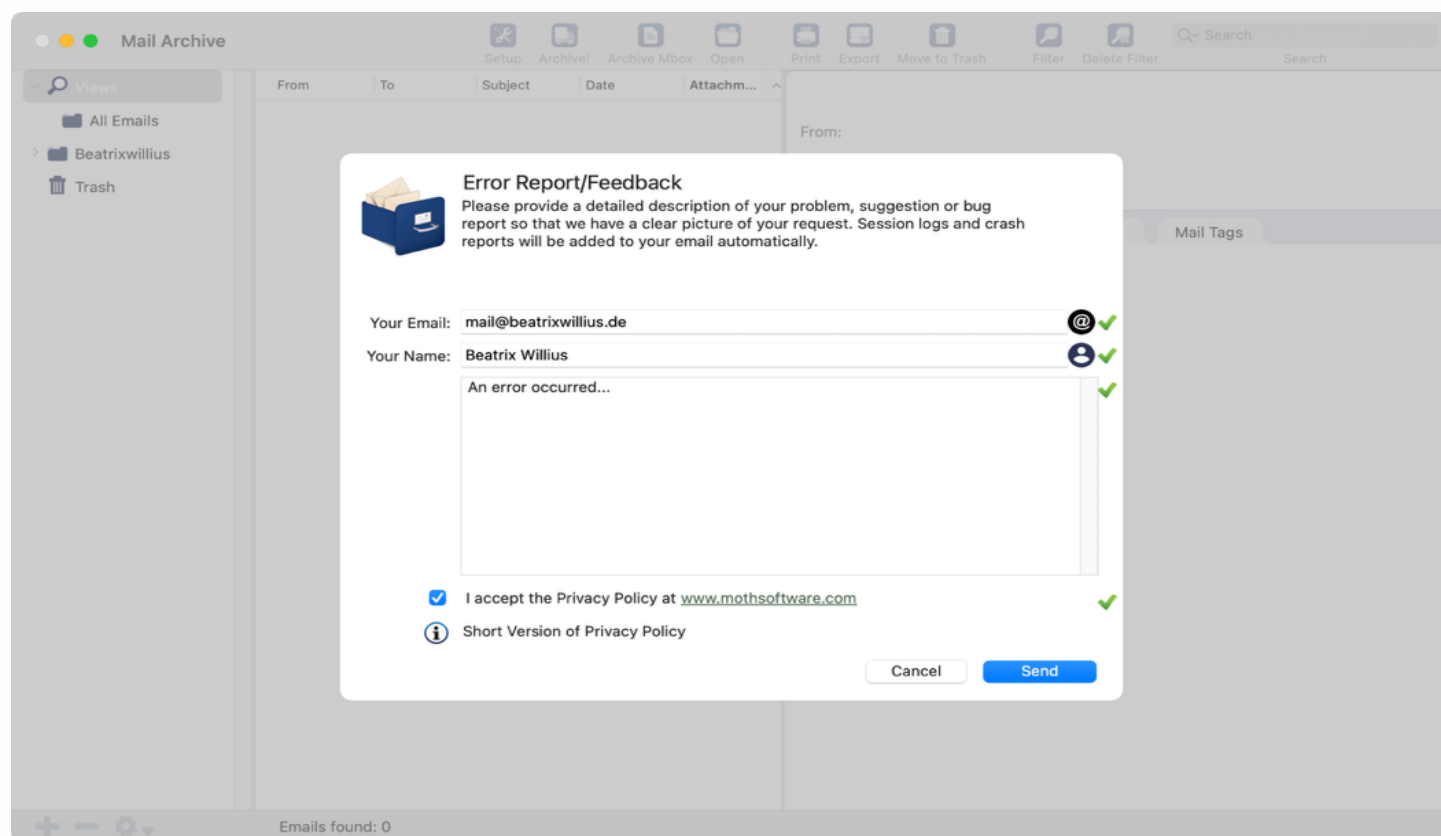 Mail Archive
Setup
Archive!
Archive Mbox
Open
Print
Export
Move to Trash
Filter
Delete Filter
Search
Search
Views
All Emails
Beatrixwillius
Trash
From
To
Subject
Date
Attachm...
From:
Mail Tags
Error Report/Feedback
Please provide a detailed description of your problem, suggestion or bug
report so that we have a clear picture of your request. Session logs and crash
reports will be added to your email automatically.
Your Email: mail@beatrixwillius.de
Your Name: Beatrix Willius
An error occurred...
I accept the Privacy Policy at www.mothsoftware.com
Short Version of Privacy Policy
Cancel
Send
Emails found: 0